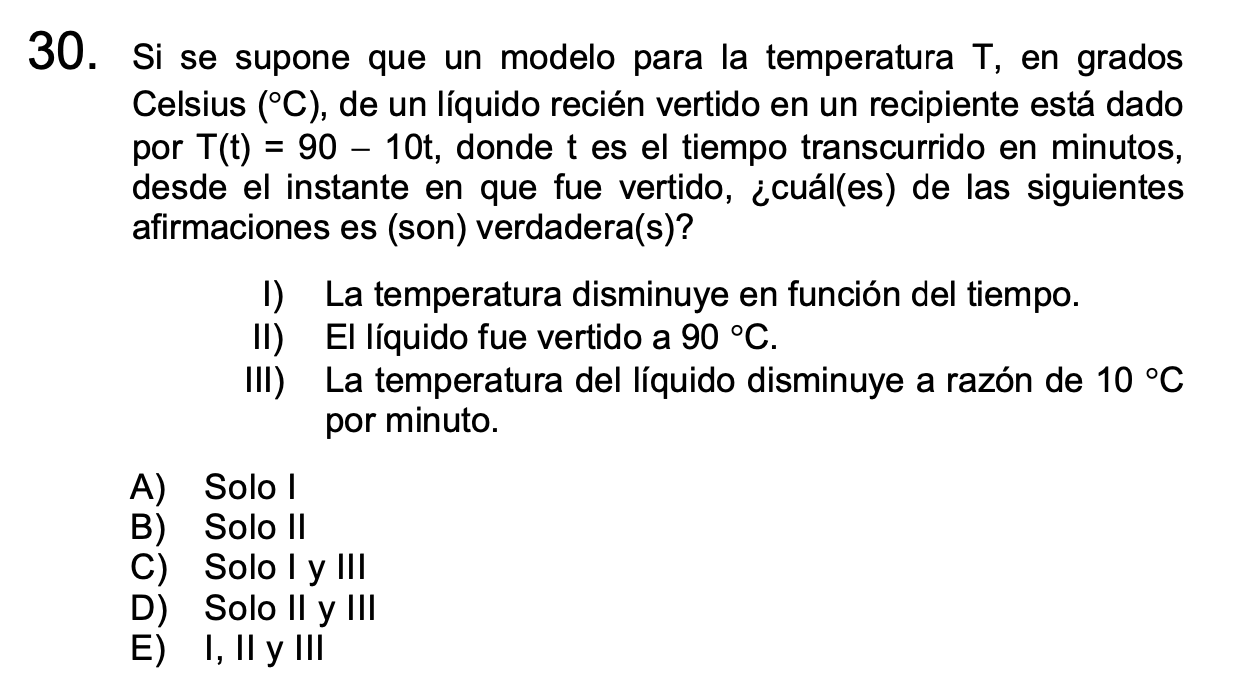 30. Si se supone que un modelo para la temperatura T, en grados
Celsius (°C), de un líquido recién vertido en un recipiente está dado
por T(t) = 90 – 10t, donde t es el tiempo transcurrido en minutos,
desde el instante en que fue vertido, ¿cuál(es) de las siguientes
afirmaciones es (son) verdadera(s)?
I) La temperatura disminuye en función del tiempo.
II) El líquido fue vertido a 90 °C.
III) La temperatura del líquido disminuye a razón de 10 °C
por minuto.
A) Solo I
B) Solo II
C) Solo I y III
D) Solo II y III
E) I, II y III